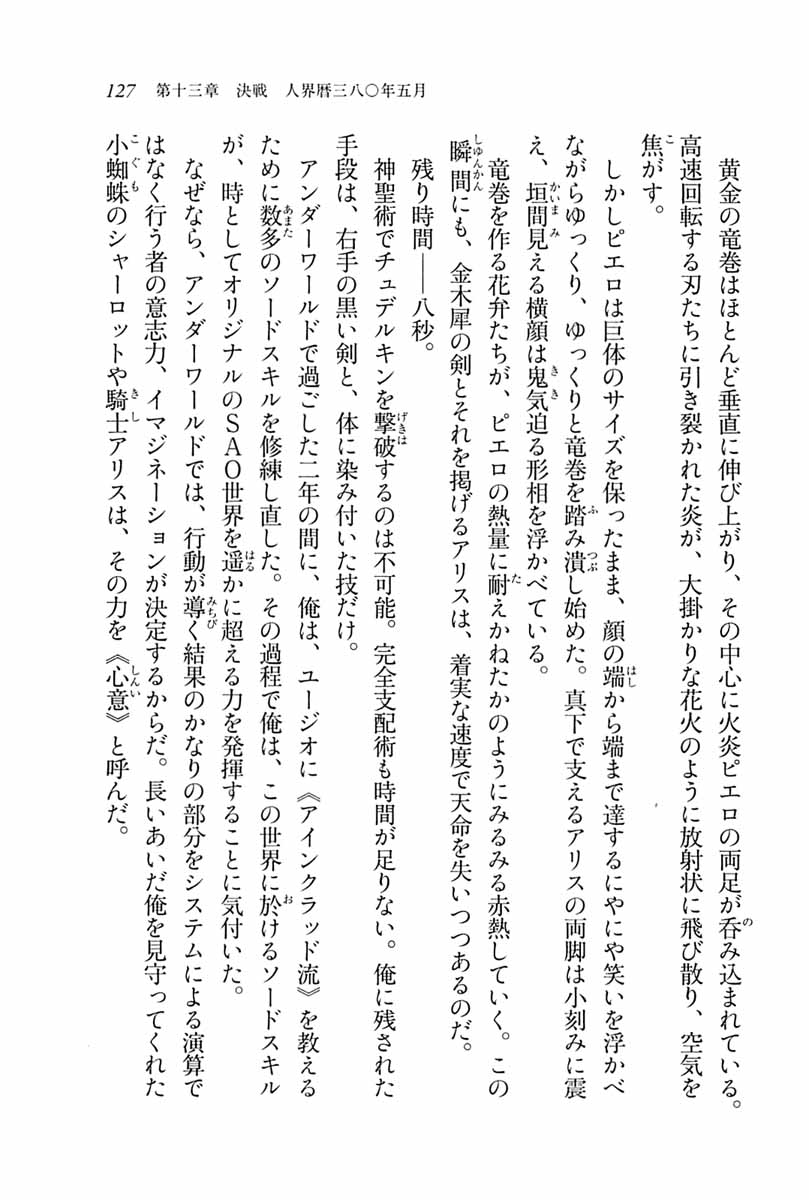 127　第十三章　決戦　人界暦三八〇年五月
　黄金の竜巻はほとんど垂直に伸び上がり、その中心に火炎ピエロの両足が呑み込まれている。
高速回転する刃たちに引き裂かれた炎が、大掛かりな花火のように放射状に飛び散り、空気を
焦がす。
　しかしピエロは巨体のサイズを保ったまま、顔の端から端まで達するにやにや笑いを浮かべ
ながらゆっくり、ゆっくりと竜巻を踏み潰し始めた。真下で支えるアリスの両脚は小刻みに震
え、垣間見える横顔は鬼気迫る形相を浮かべている。
　竜巻を作る花弁たちが、ピエロの熱量に耐えかねたかのようにみるみる赤熱していく。この
瞬間にも、金木犀の剣とそれを掲げるアリスは、着実な速度で天命を失いつつあるのだ。
　残り時間――八秒。
　神聖術でチュデルキンを撃破するのは不可能。完全支配術も時間が足りない。俺に残された
手段は、右手の黒い剣と、体に染み付いた技だけ。
　アンダーワールドで過ごした二年の間に、俺は、ユージオに《アインクラッド流》を教える
ために数多のソードスキルを修練し直した。その過程で俺は、この世界に於けるソードスキル
が、時としてオリジナルのＳＡＯ世界を遥かに超える力を発揮することに気付いた。
　なぜなら、アンダーワールドでは、行動が導く結果のかなりの部分をシステムによる演算で
はなく行う者の意志力、イマジネーションが決定するからだ。長いあいだ俺を見守ってくれた
小蜘蛛のシャーロットや騎士アリスは、その力を《心意》と呼んだ。